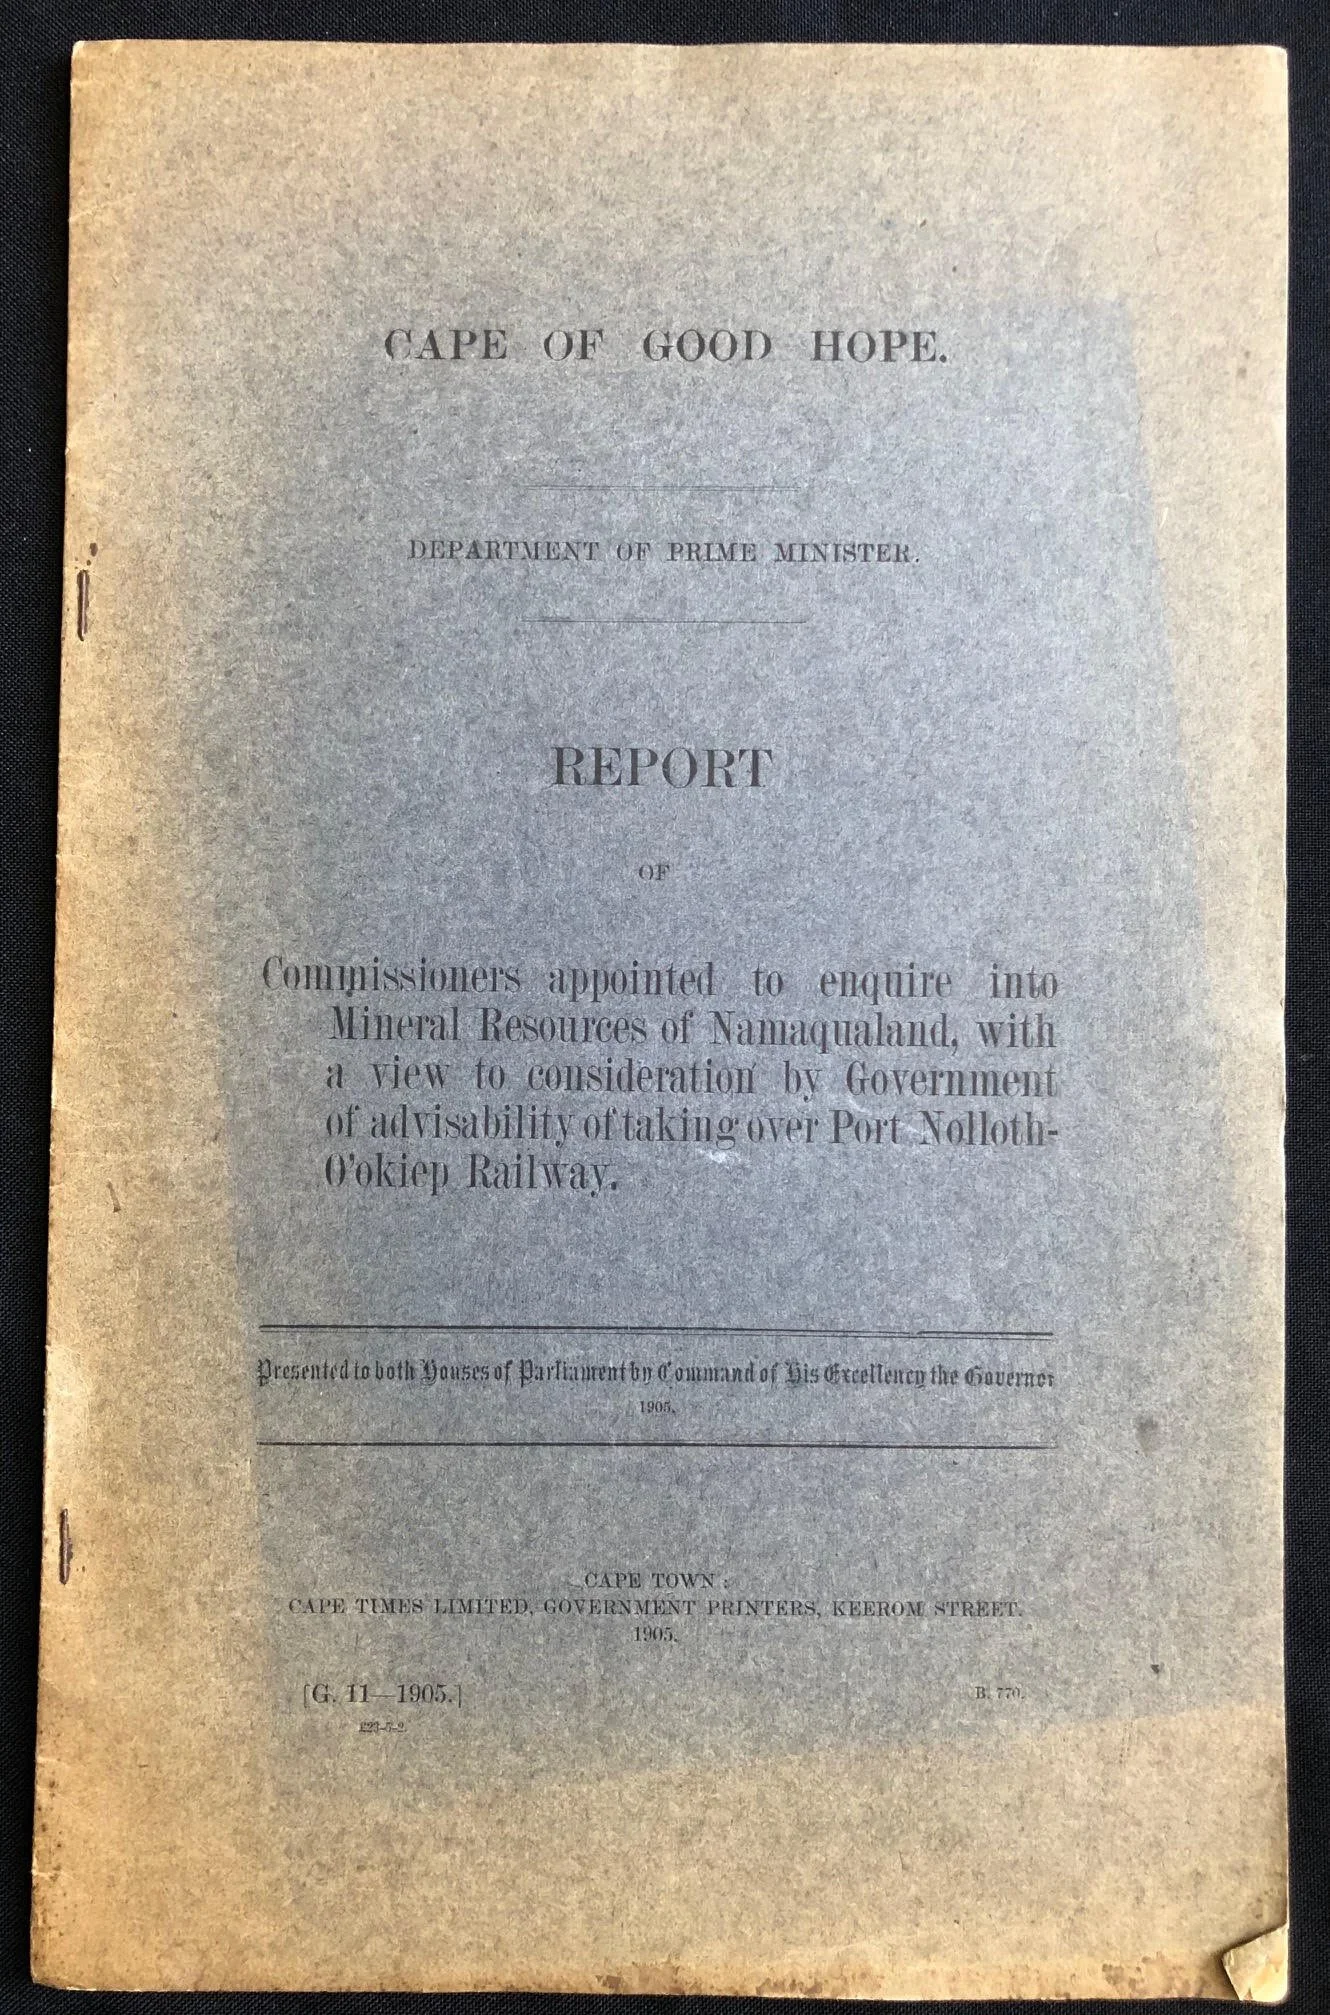 CAPE OF GOOD HOPE.
DEPARTMENT OF PRIME MINISTER.
REPORT
OF
Commissioners appointed to enquire into
Mineral Resources of Namaqualand, with
a view to consideration by Government
of advisability of taking over Port Nolloth-
O'okiep Railway.
Presented to both Houses of Parliament by Command of His Excellency the Governor
1905.
CAPE TOWN:
CAPE TIMES LIMITED, GOVERNMENT PRINTERS, KEEROM STREET.
1905.
[G. 11—1905.]
B. 770.